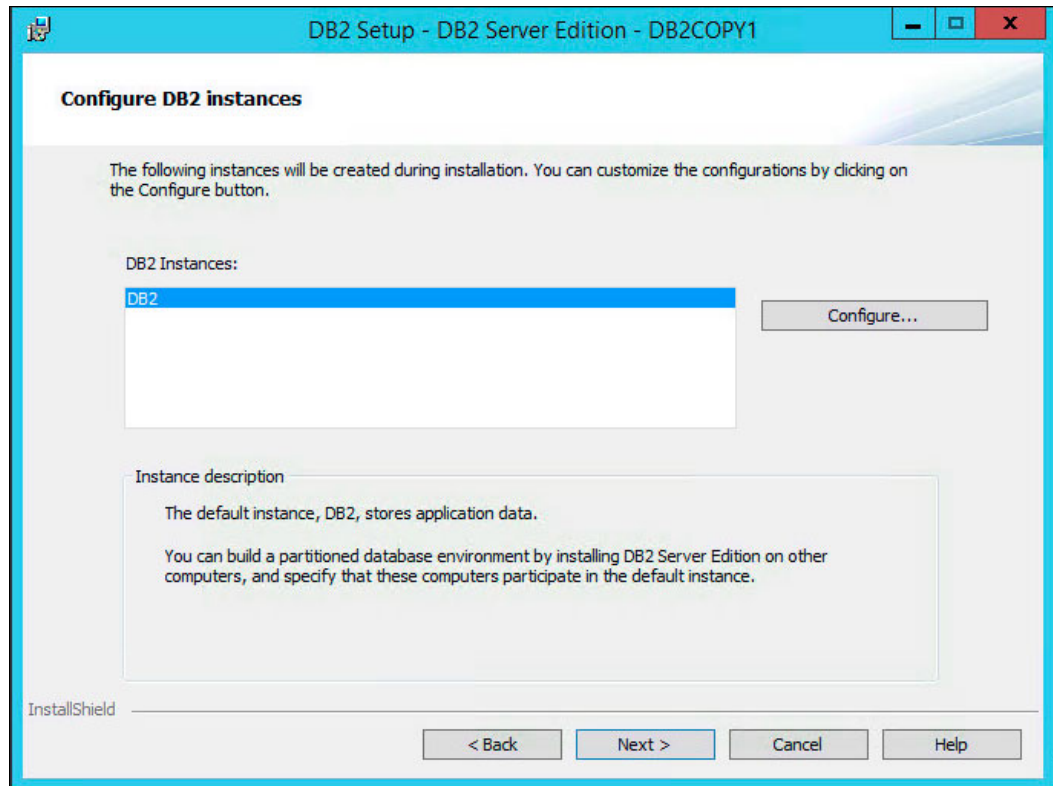 DB2 Setup - DB2 Server Edition - DB2COPY1
Configure DB2 instances
The following instances will be created during installation. You can customize the configurations by clicking on
the Configure button.
DB2 Instances:
DB2
Configure...
Instance description
The default instance, DB2, stores application data.
You can build a partitioned database environment by installing DB2 Server Edition on other
computers, and specify that these computers participate in the default instance.
InstallShield
< Back Next > Cancel Help